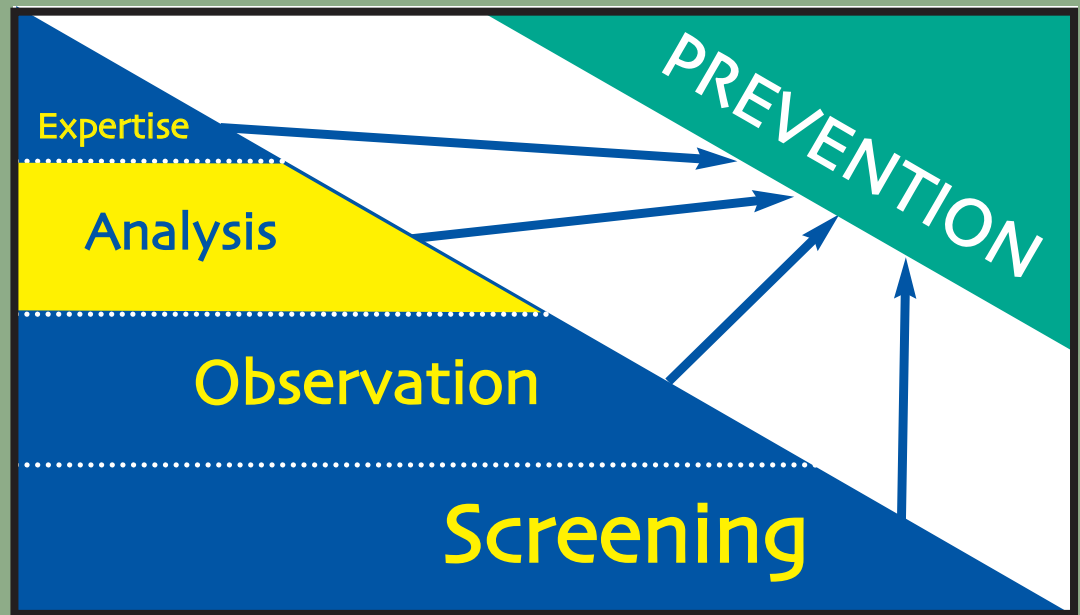 PREVENTION
Expertise
Analysis
Observation
Screening